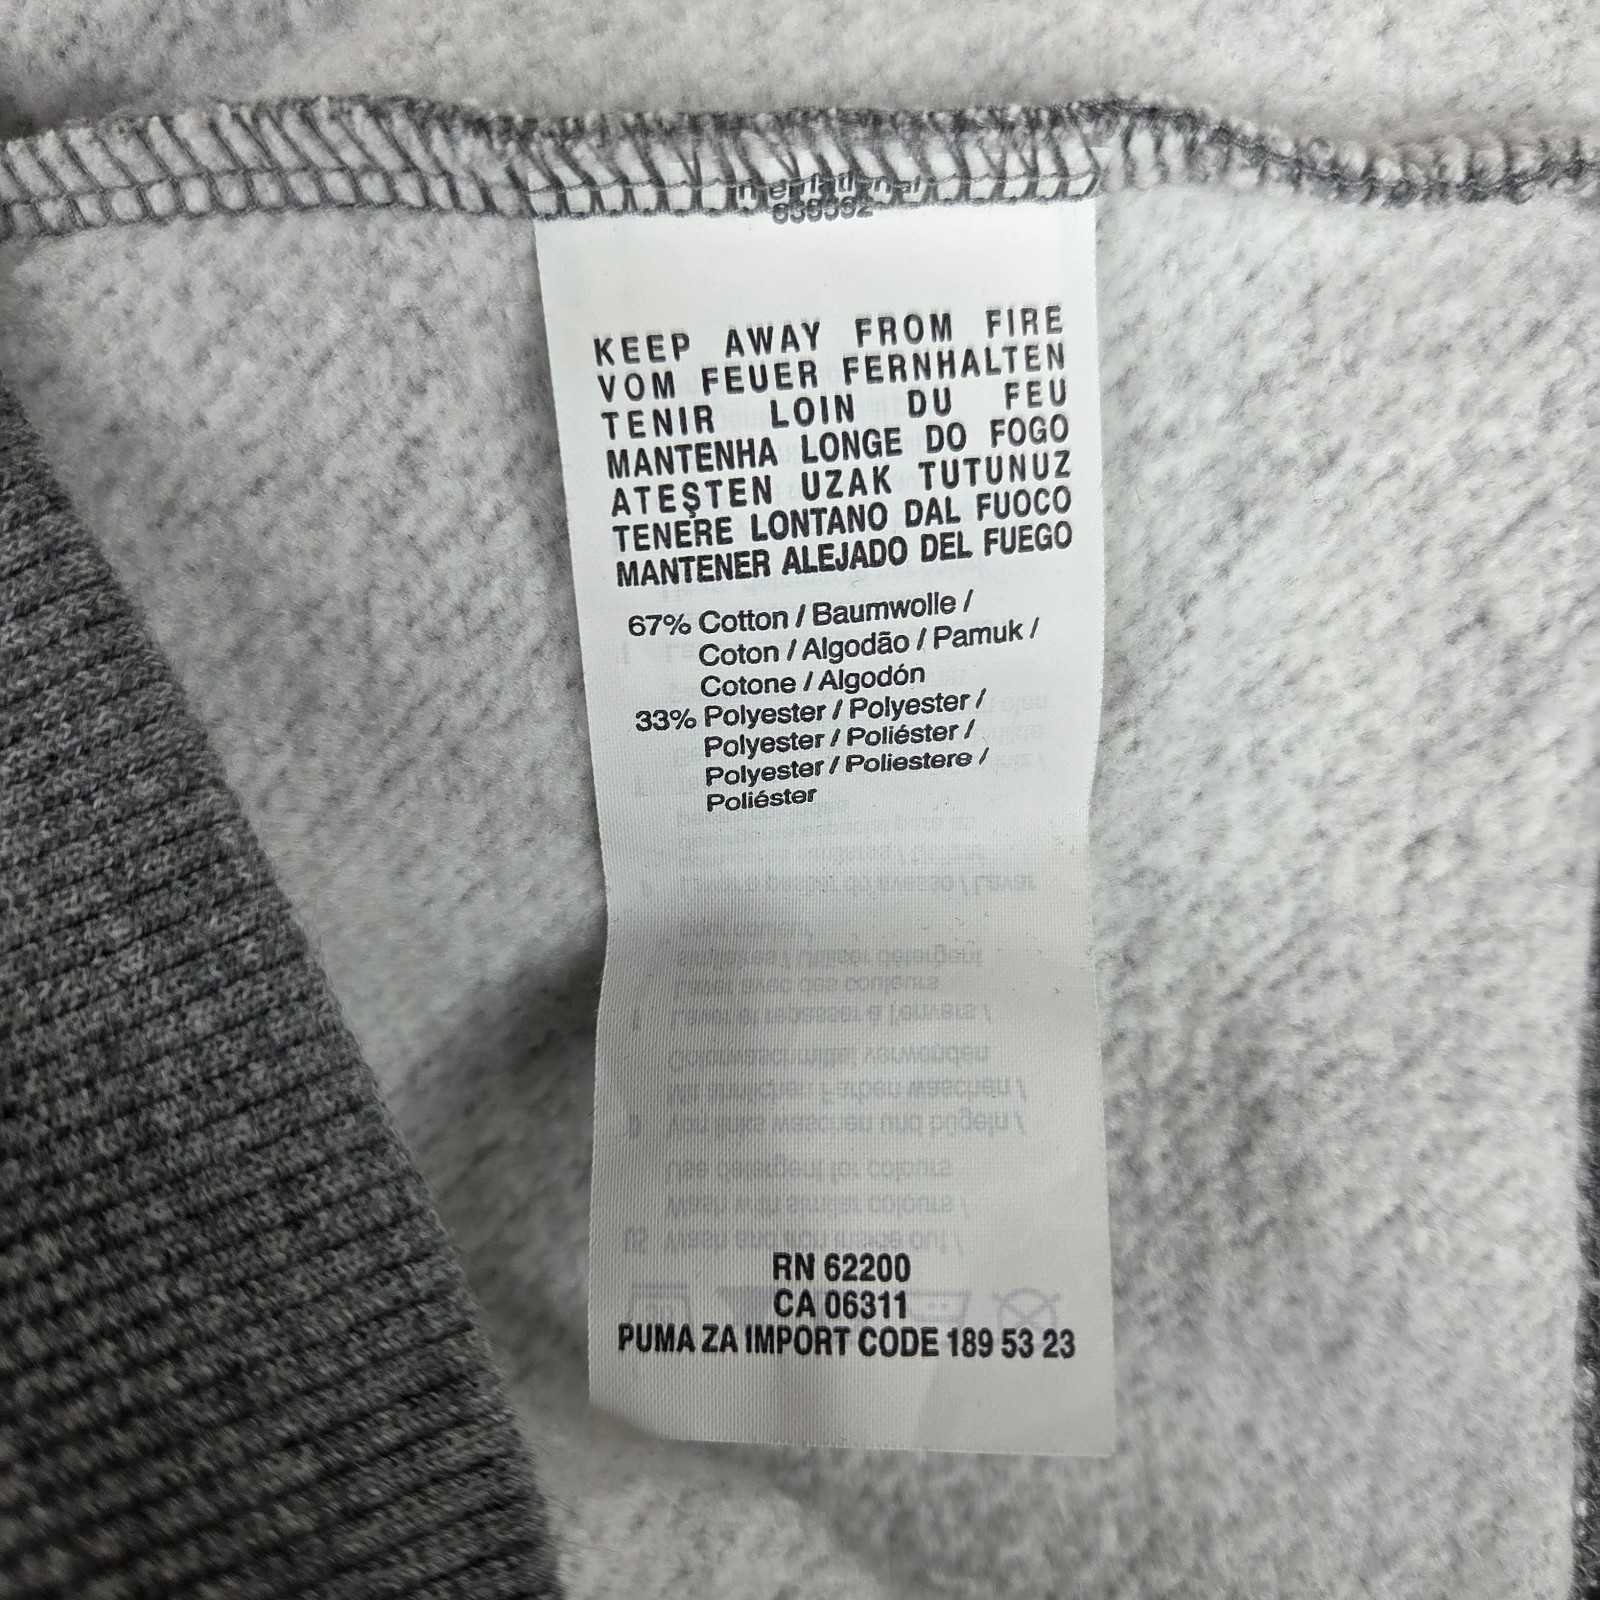 KEEP AWAY FROM FIRE
VOM FEUER FERNHALTEN
TENIR LOIN DU FEU
MANTENHA LONGE DO FOGO
ATEŞTEN UZAK TUTUNUZ
TENERE LONTANO DAL FUOCO
MANTENER ALEJADO DEL FUEGO
67% Cotton / Baumwolle /
Coton / Algodão / Pamuk /
Cotone / Algodón
33% Polyester / Polyester /
Polyester / Poliéster /
Polyester / Poliestere /
Poliéster
RN 62200
CA 06311
PUMA ZA IMPORT CODE 189 53 23